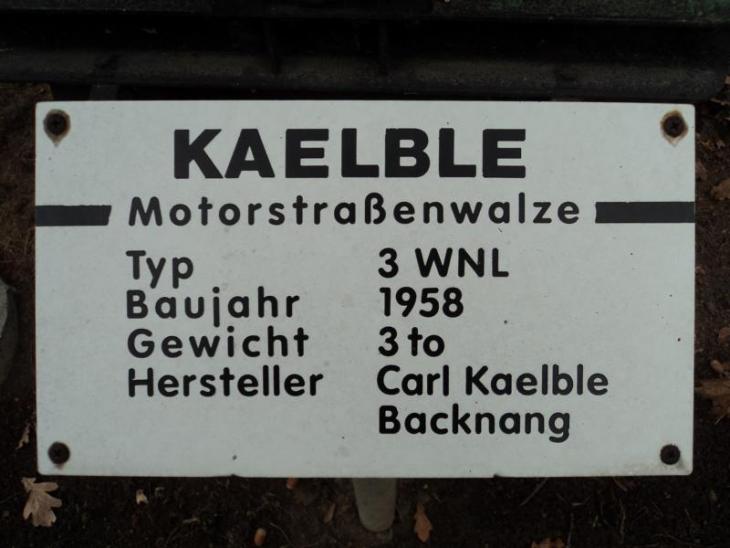 KAELBLE
Motorstraßenwalze
Typ 3 WNL
Baujahr 1958
Gewicht 3 to
Hersteller Carl Kaelble
Backnang